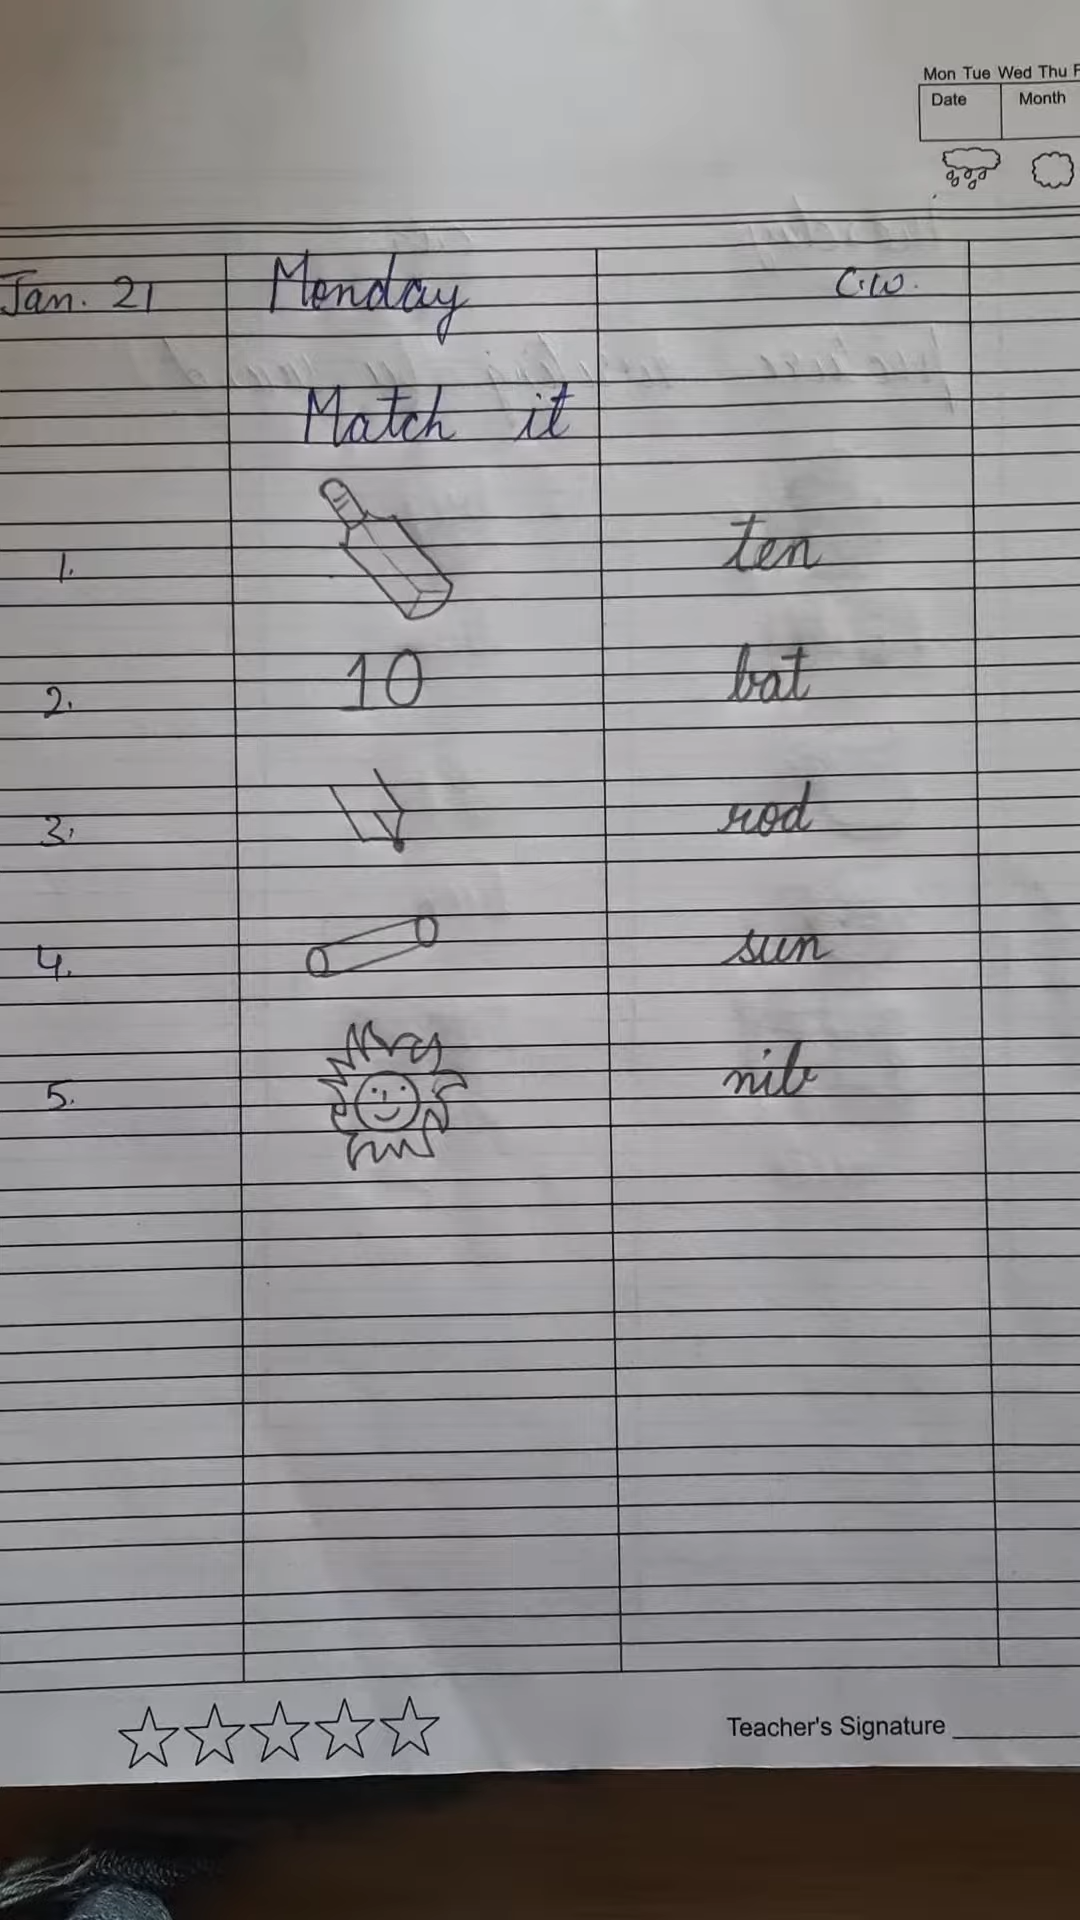 Mon Tue Wed Thu F
Date Month
Jan. 21 Monday C.W.
Match it
1. ten
2. 10 bat
3. rod
4. sun
5. nib
Teacher's Signature